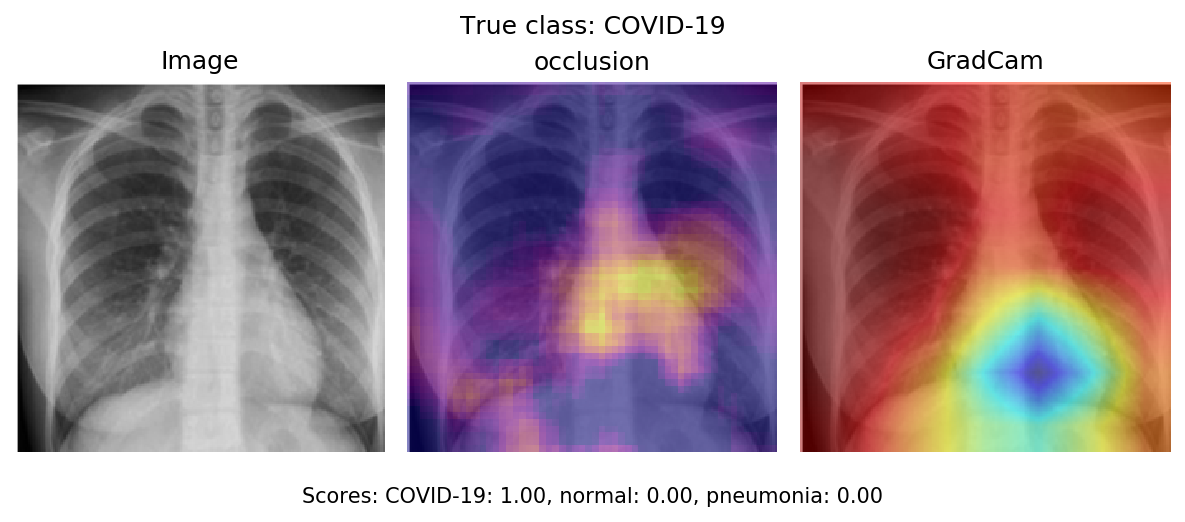 True class: COVID-19
Image
occlusion
GradCam
Scores: COVID-19: 1.00, normal: 0.00, pneumonia: 0.00